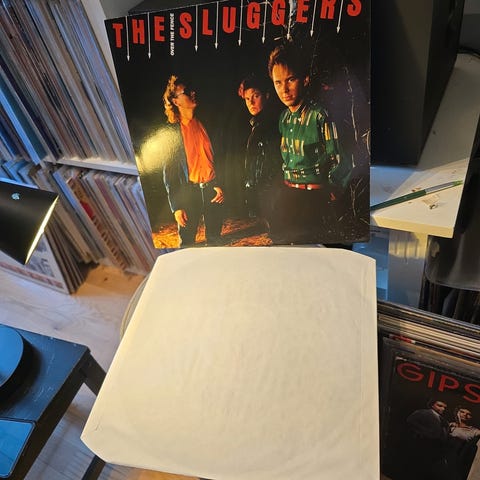 THE SLUGGERS
OVER THE FENCE
GIPS